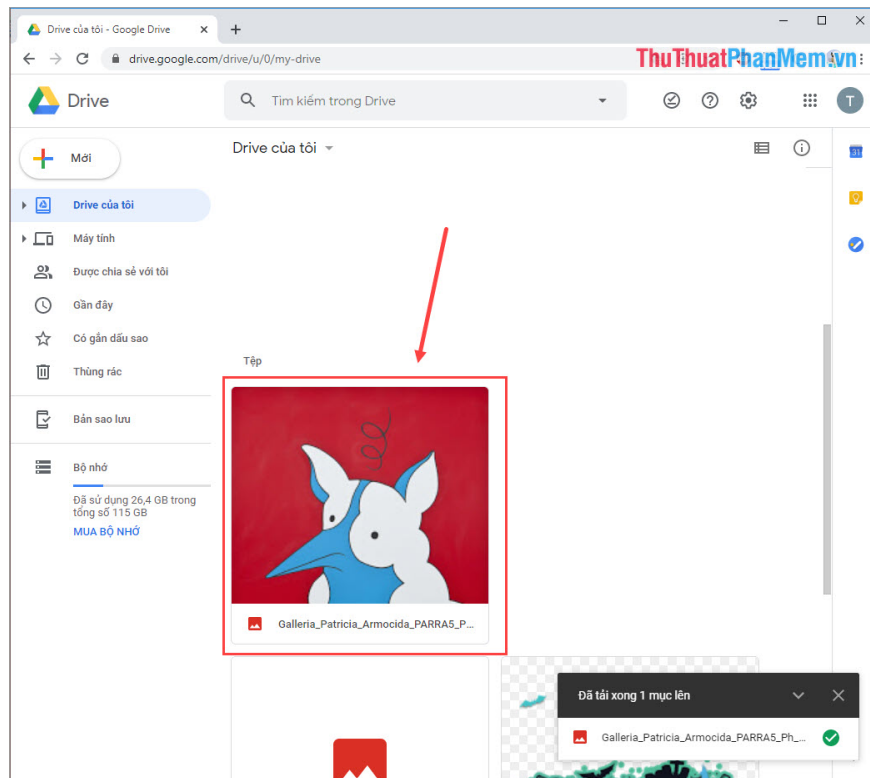 Drive của tôi - Google Drive
drive.google.com/drive/u/0/my-drive
ThuThuatPhanMem.vn
Drive
Tìm kiếm trong Drive
T
Mới
Drive của tôi
31
Drive của tôi
Máy tính
Được chia sẻ với tôi
Gần đây
Có gắn dấu sao
Thùng rác
Tệp
Bản sao lưu
Bộ nhớ
Đã sử dụng 26,4 GB trong
tổng số 115 GB
MUA BỘ NHỚ
Galleria_Patricia_Armocida_PARRA5_P...
Đã tải xong 1 mục lên
Galleria_Patricia_Armocida_PARRA5_Ph_...